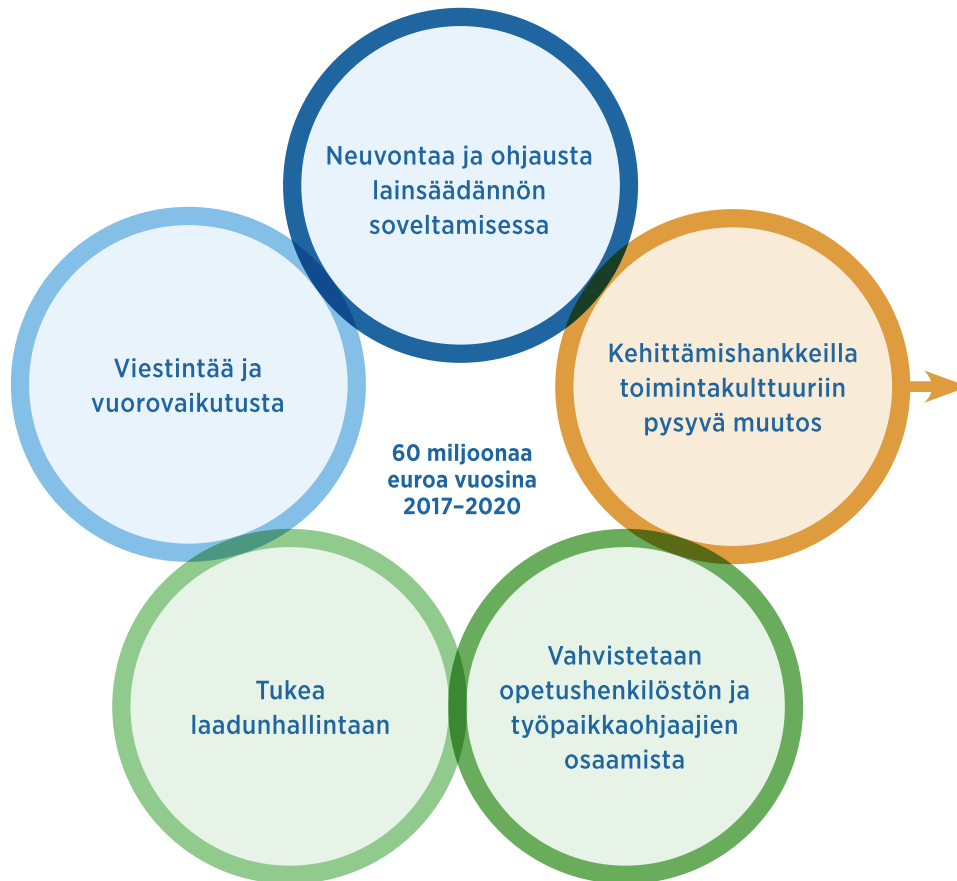 Neuvontaa ja ohjausta
lainsäädännön
soveltamisessa
Viestintää ja
vuorovaikutusta
Kehittämishankkeilla
toimintakulttuuriin
pysyvä muutos
60 miljoonaa
euroa vuosina
2017–2020
Tukea
laadunhallintaan
Vahvistetaan
opetushenkilöstön ja
työpaikkaohjaajien
osaamista